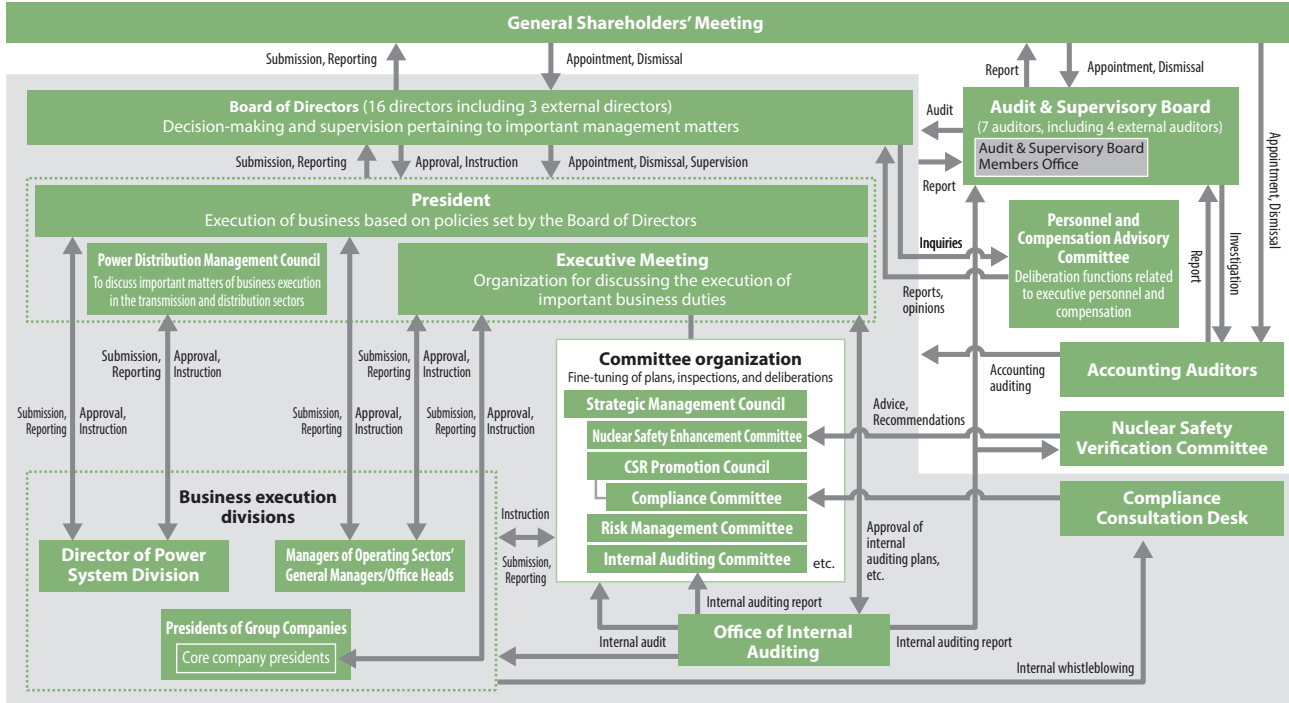 General Shareholders' Meeting
Submission, Reporting
Appointment, Dismissal
Report
Appointment, Dismissal
Appointment, Dismissal
Board of Directors (16 directors including 3 external directors)
Decision-making and supervision pertaining to important management matters
Audit
Report
Audit & Supervisory Board
(7 auditors, including 4 external auditors)
Audit & Supervisory Board
Members Office
Submission, Reporting
Approval, Instruction
Appointment, Dismissal, Supervision
President
Execution of business based on policies set by the Board of Directors
Power Distribution Management Council
To discuss important matters of business execution
in the transmission and distribution sectors
Executive Meeting
Organization for discussing the execution of
important business duties
Inquiries
Reports,
opinions
Personnel and
Compensation Advisory
Committee
Deliberation functions related
to executive personnel and
compensation
Report
Investigation
Accounting
auditing
Accounting Auditors
Submission,
Reporting
Approval,
Instruction
Submission,
Reporting
Approval,
Instruction
Submission,
Reporting
Approval,
Instruction
Submission,
Reporting
Approval,
Instruction
Submission,
Reporting
Approval,
Instruction
Committee organization
Fine-tuning of plans, inspections, and deliberations
Strategic Management Council
Nuclear Safety Enhancement Committee
CSR Promotion Council
Compliance Committee
Risk Management Committee
Internal Auditing Committee
etc.
Advice,
Recommendations
Nuclear Safety
Verification Committee
Compliance
Consultation Desk
Business execution
divisions
Director of Power
System Division
Managers of Operating Sectors'
General Managers/Office Heads
Presidents of Group Companies
Core company presidents
Instruction
Submission,
Reporting
Approval of
internal
auditing plans,
etc.
Internal auditing report
Internal audit
Office of Internal
Auditing
Internal auditing report
Internal whistleblowing